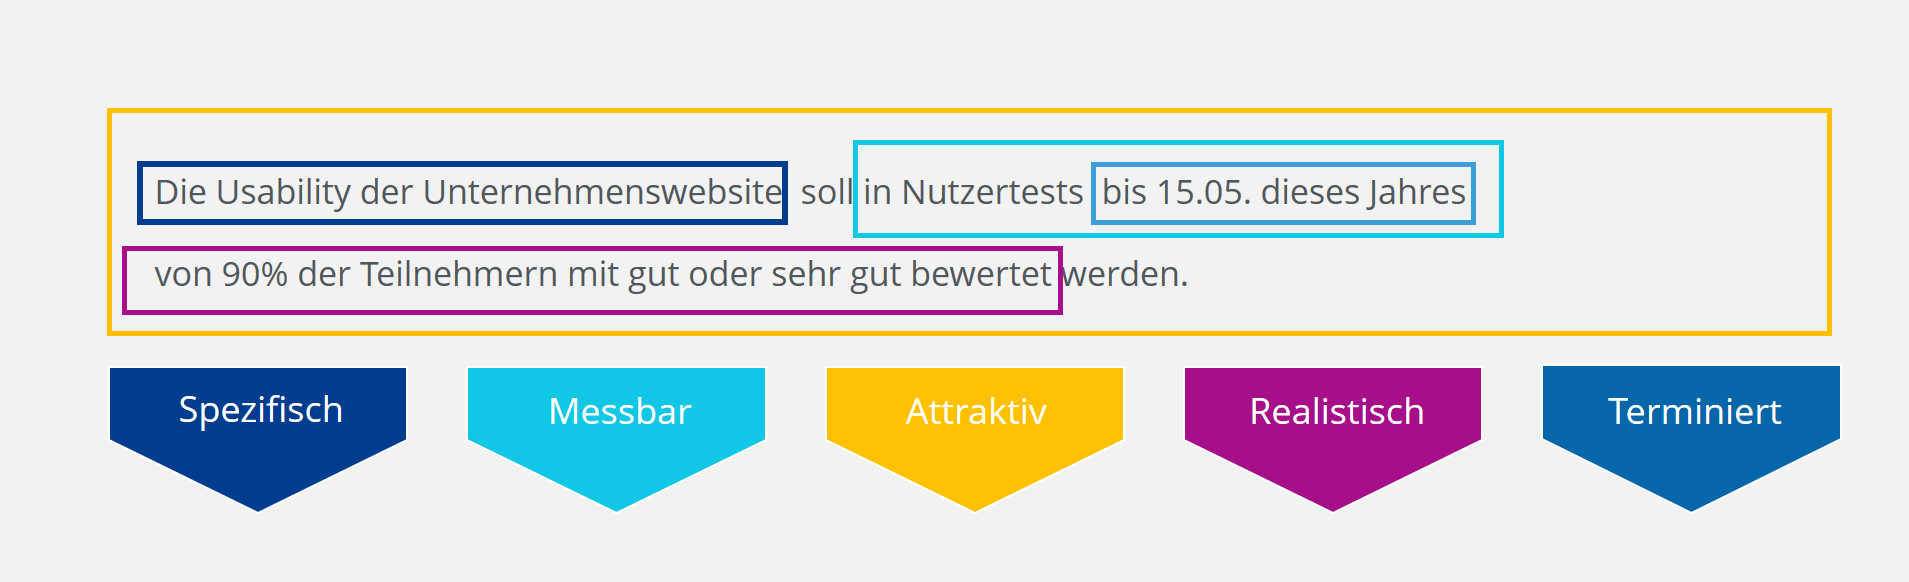 Die Usability der Unternehmenswebsite soll in Nutzertests bis 15.05. dieses Jahres
von 90% der Teilnehmern mit gut oder sehr gut bewertet werden.
Spezifisch
Messbar
Attraktiv
Realistisch
Terminiert